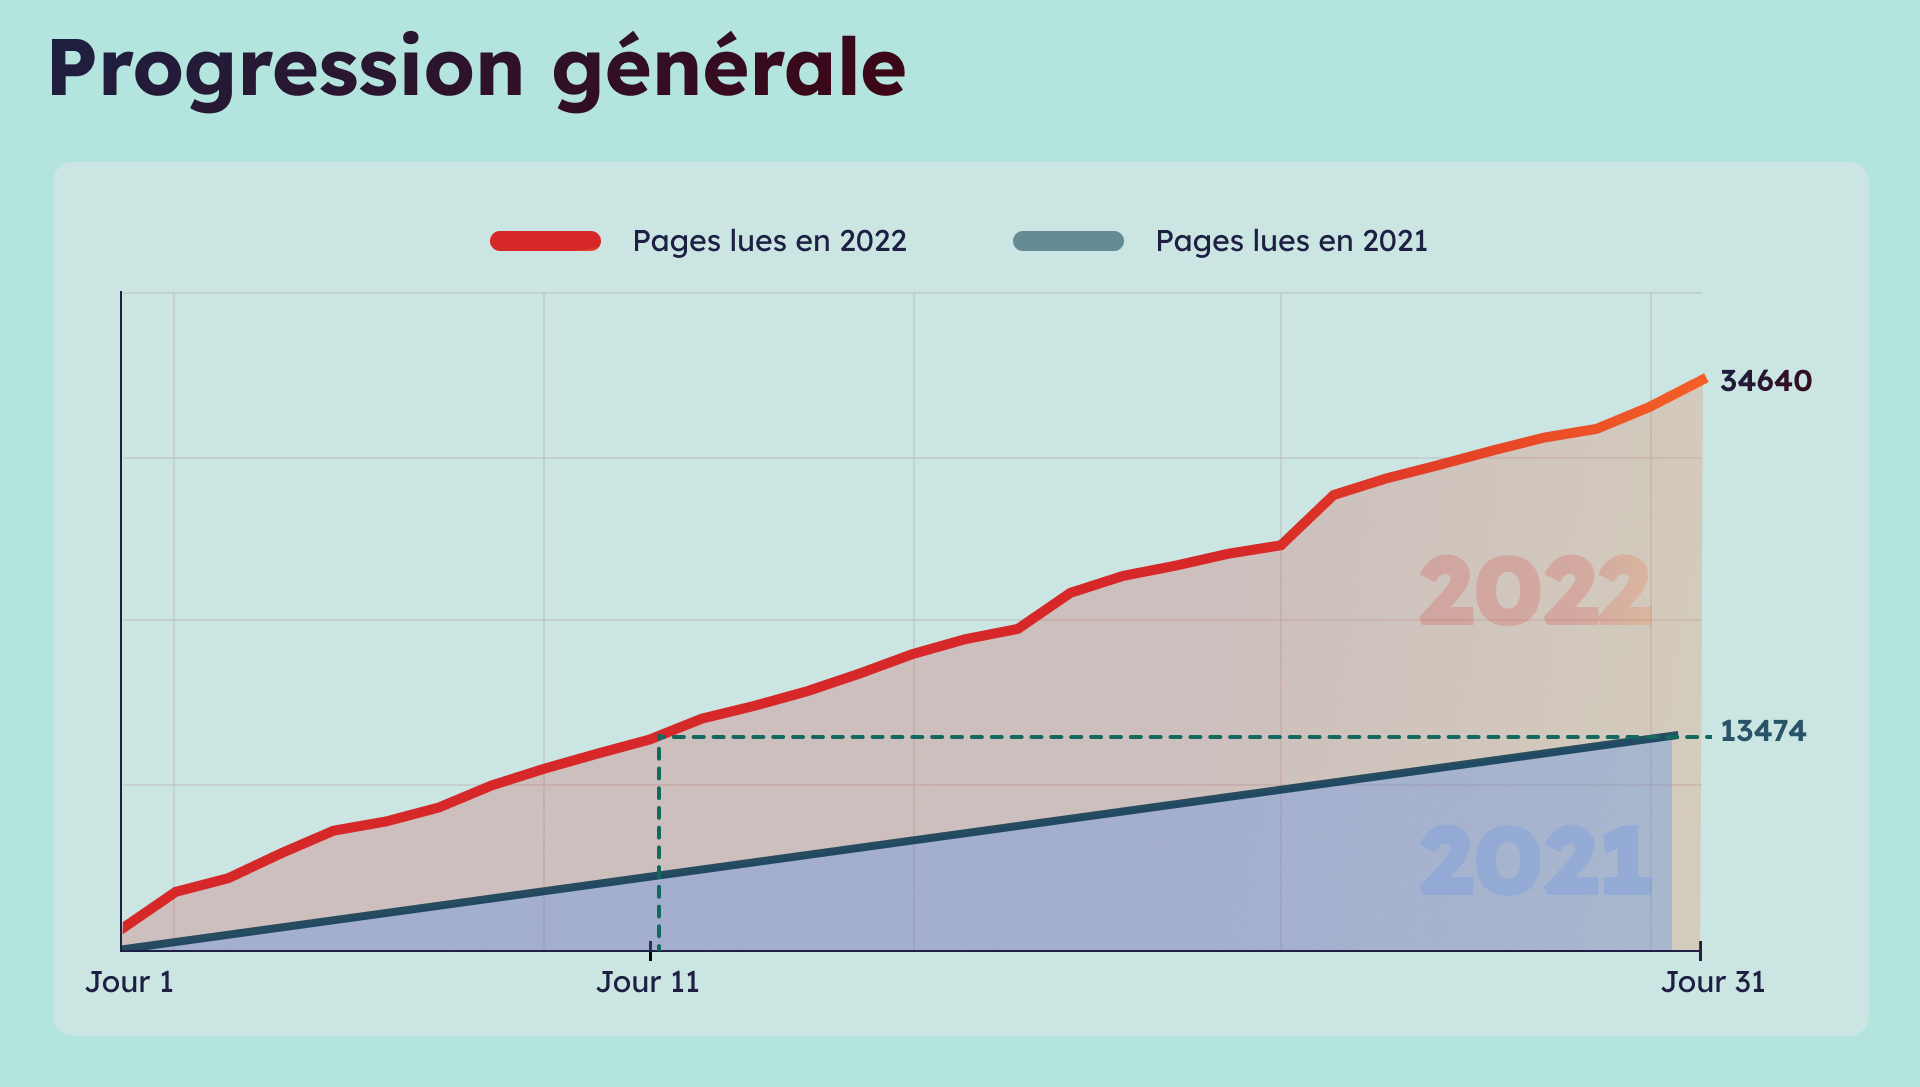 Progression générale
Pages lues en 2022
Pages lues en 2021
34640
2022
13474
2021
Jour 1
Jour 11
Jour 31